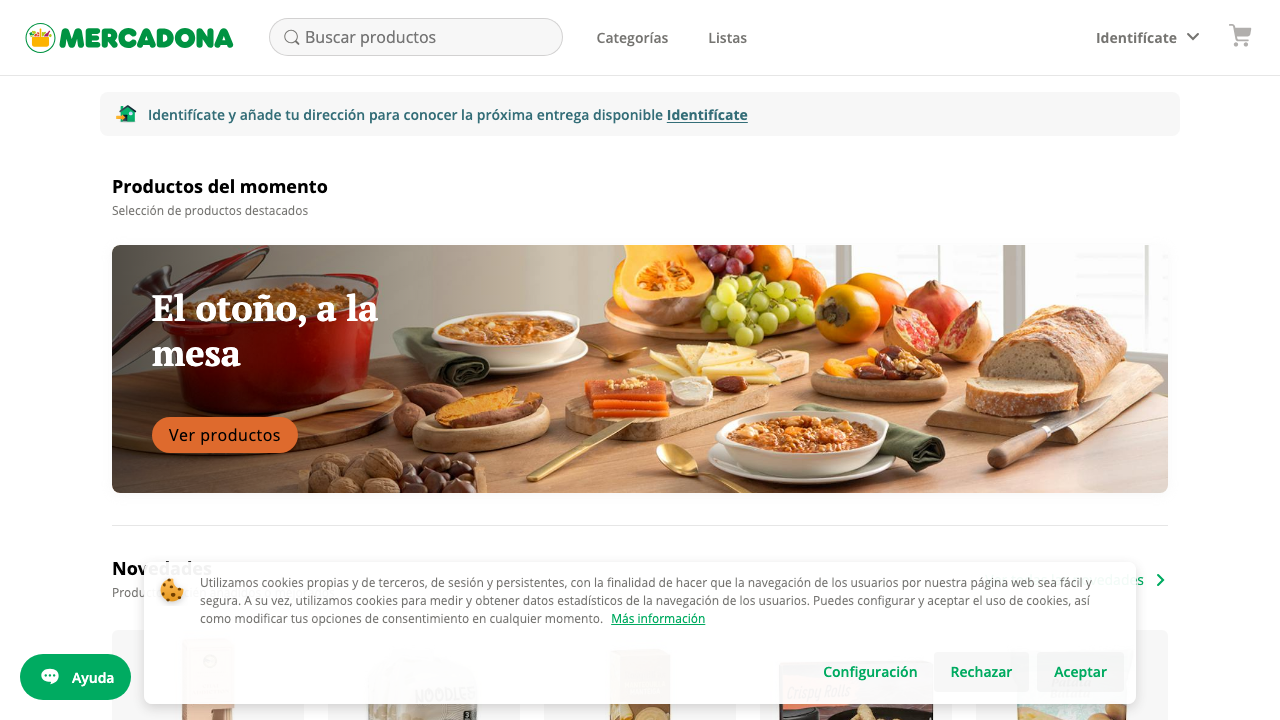 MERCADONA
Buscar productos
Categorías
Listas
Identifícate
Identifícate y añade tu dirección para conocer la próxima entrega disponible Identifícate
Productos del momento
Selección de productos destacados
El otoño, a la
mesa
Ver productos
Novedades
Utilizamos cookies propias y de terceros, de sesión y persistentes, con la finalidad de hacer que la navegación de los usuarios por nuestra página web sea fácil y
segura. A su vez, utilizamos cookies para medir y obtener datos estadísticos de la navegación de los usuarios. Puedes configurar y aceptar el uso de cookies, así
como modificar tus opciones de consentimiento en cualquier momento. Más información
Configuración
Rechazar
Aceptar
Ayuda
Crispy Rolls